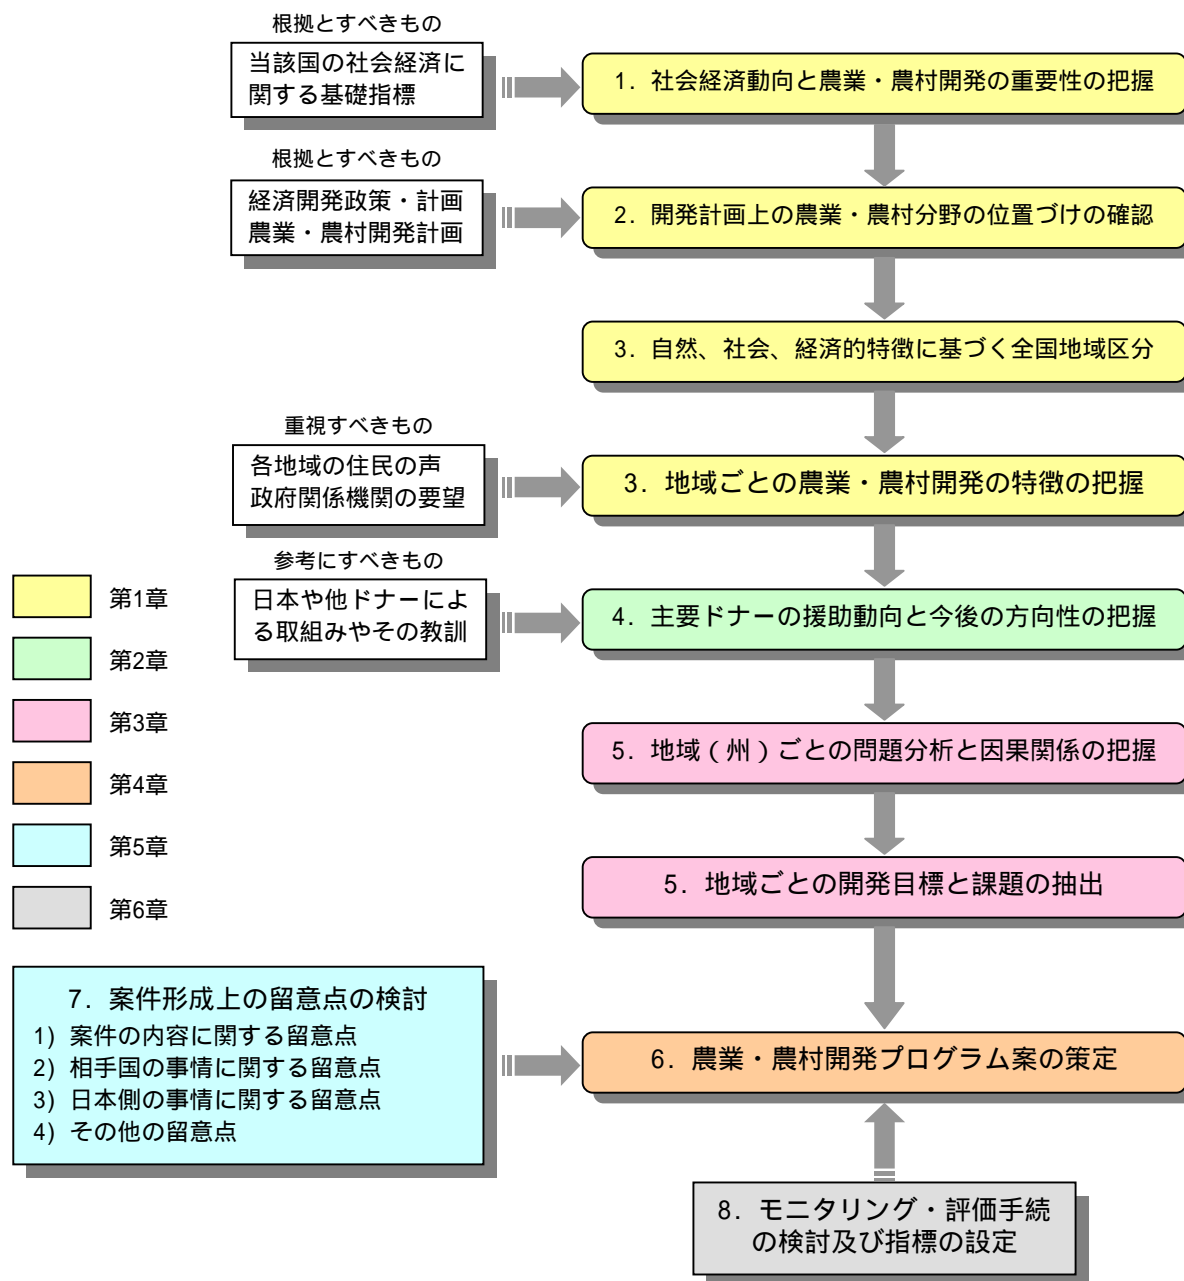 根拠とすべきもの
当該国の社会経済に
関する基礎指標
1. 社会経済動向と農業・農村開発の重要性の把握
根拠とすべきもの
経済開発政策・計画
農業・農村開発計画
2. 開発計画上の農業・農村分野の位置づけの確認
3. 自然、社会、経済的特徴に基づく全国地域区分
重視すべきもの
各地域の住民の声
政府関係機関の要望
3. 地域ごとの農業・農村開発の特徴の把握
参考にすべきもの
日本や他ドナーによ
る取組みやその教訓
4. 主要ドナーの援助動向と今後の方向性の把握
第1章
第2章
第3章
第4章
第5章
第6章
5. 地域(州)ごとの問題分析と因果関係の把握
5. 地域ごとの開発目標と課題の抽出
7. 案件形成上の留意点の検討
1) 案件の内容に関する留意点
2) 相手国の事情に関する留意点
3) 日本側の事情に関する留意点
4) その他の留意点
6. 農業・農村開発プログラム案の策定
8. モニタリング・評価手続
の検討及び指標の設定